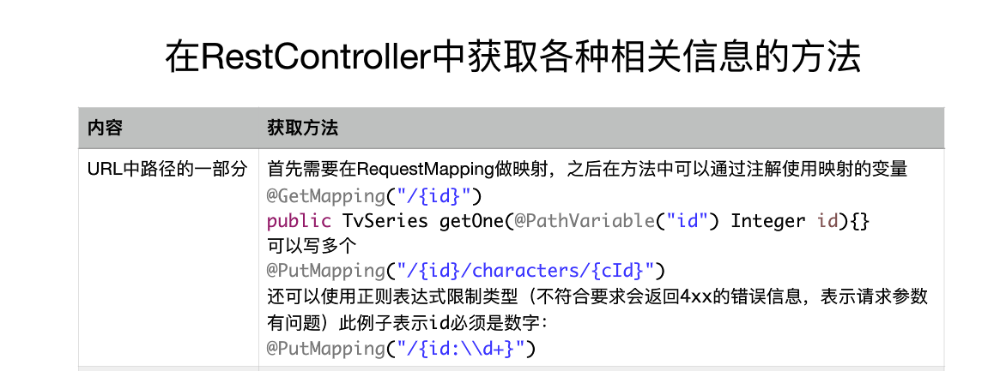 在RestController中获取各种相关信息的方法
内容 获取方法
URL中路径的一部分 首先需要在RequestMapping做映射，之后在方法中可以通过注解使用映射的变量
@GetMapping("/{id}")
public TvSeries getOne(@PathVariable("id") Integer id){}
可以写多个
@PutMapping("/{id}/characters/{cId}")
还可以使用正则表达式限制类型（不符合要求会返回4xx的错误信息，表示请求参数
有问题）此例子表示id必须是数字：
@PutMapping("/{id:\\d+}")